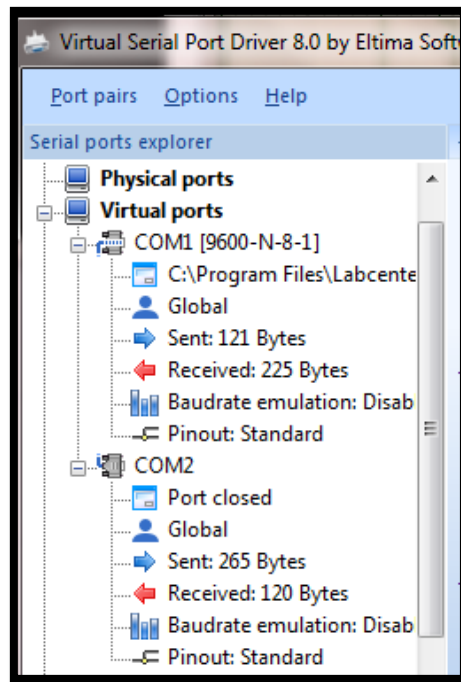 Virtual Serial Port Driver 8.0 by Eltima Soft
Port pairs Options Help
Serial ports explorer
Physical ports
Virtual ports
COM1 [9600-N-8-1]
C:\Program Files\Labcente
Global
Sent: 121 Bytes
Received: 225 Bytes
Baudrate emulation: Disab
Pinout: Standard
COM2
Port closed
Global
Sent: 265 Bytes
Received: 120 Bytes
Baudrate emulation: Disab
Pinout: Standard